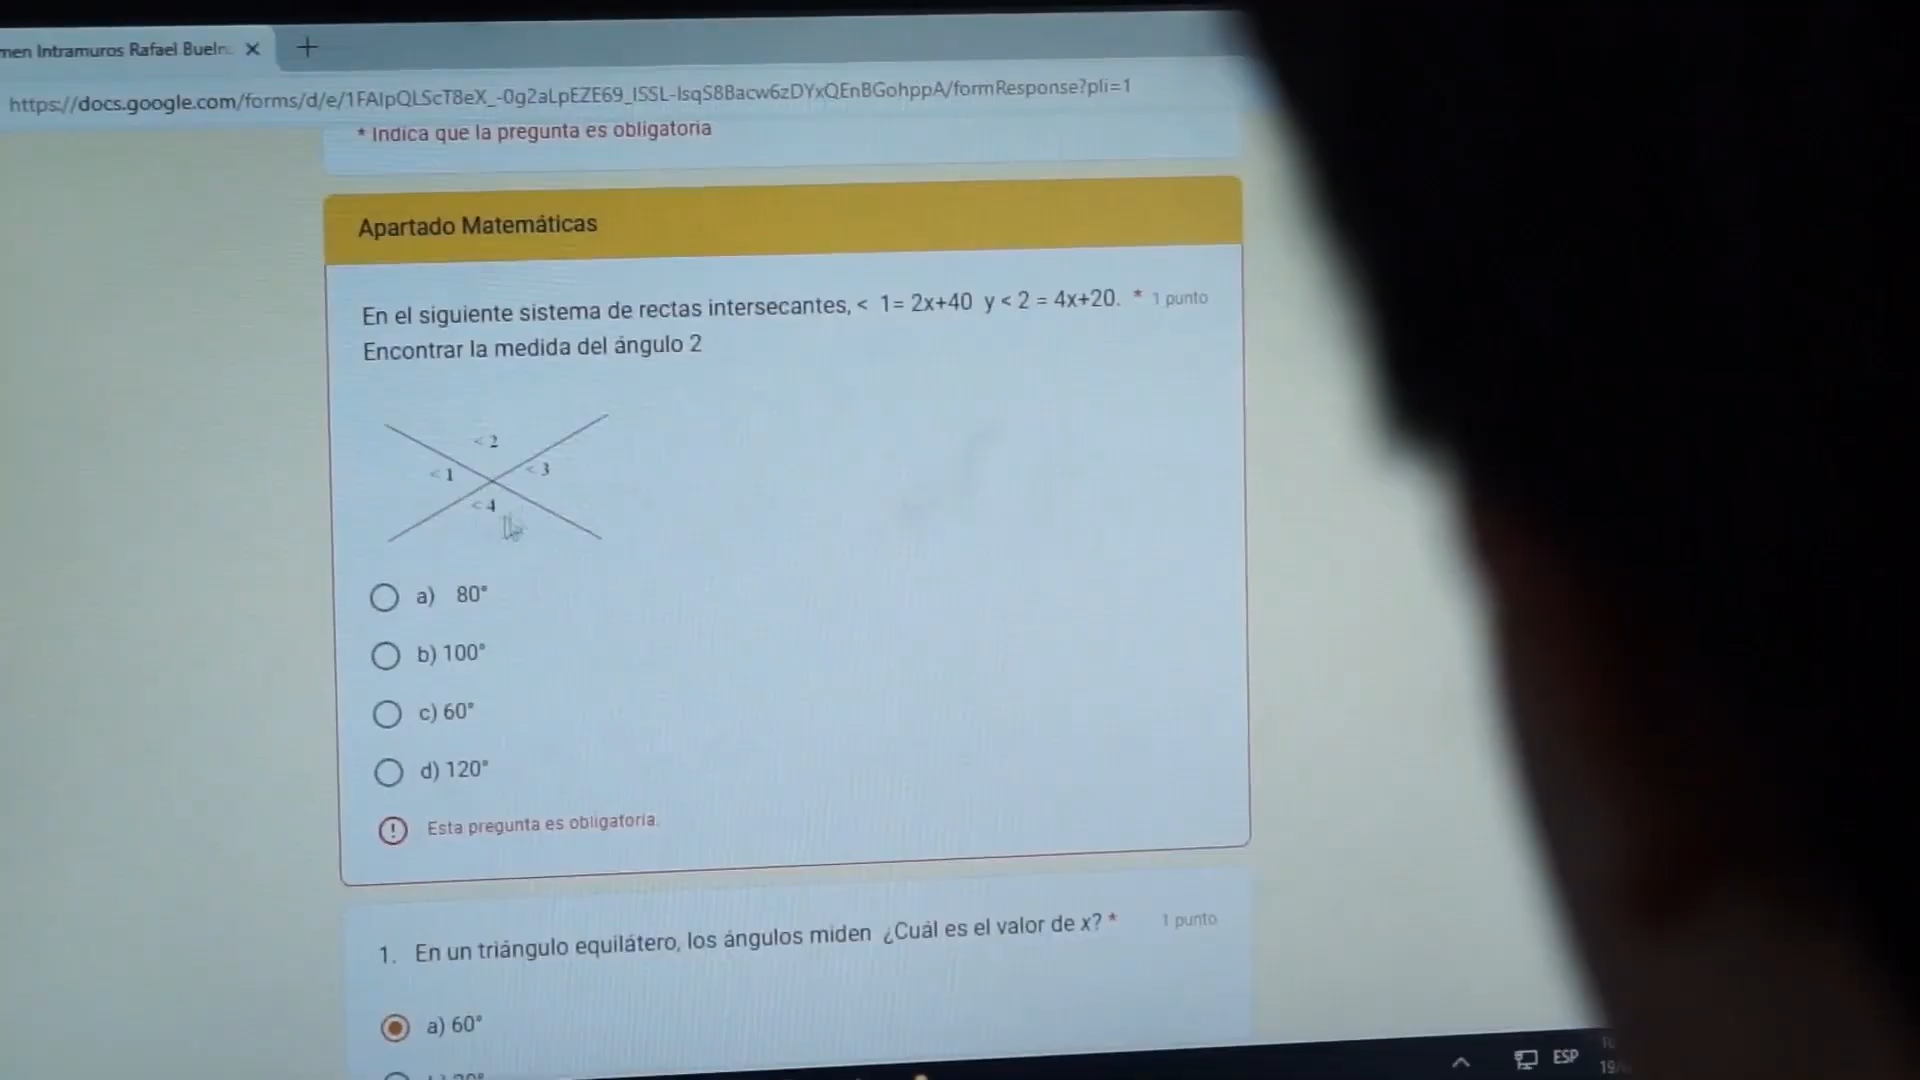 men Intramuros Rafael Bueln
https://docs.google.com/forms/d/e/1FAIpQLScT8eX_-0g2aLpEZE69_ISSL-IsqS8Bacw6zDYxQEnBGohppA/formResponse?pli=1
* Indica que la pregunta es obligatoria
Apartado Matemáticas
En el siguiente sistema de rectas intersecantes, < 1= 2x+40 y < 2 = 4x+20. * 1 punto
Encontrar la medida del ángulo 2
< 2
< 1
< 3
< 4
a) 80°
b) 100°
c) 60°
d) 120°
Esta pregunta es obligatoria.
1. En un triángulo equilátero, los ángulos miden ¿Cuál es el valor de x? * 1 punto
a) 60°
ESP